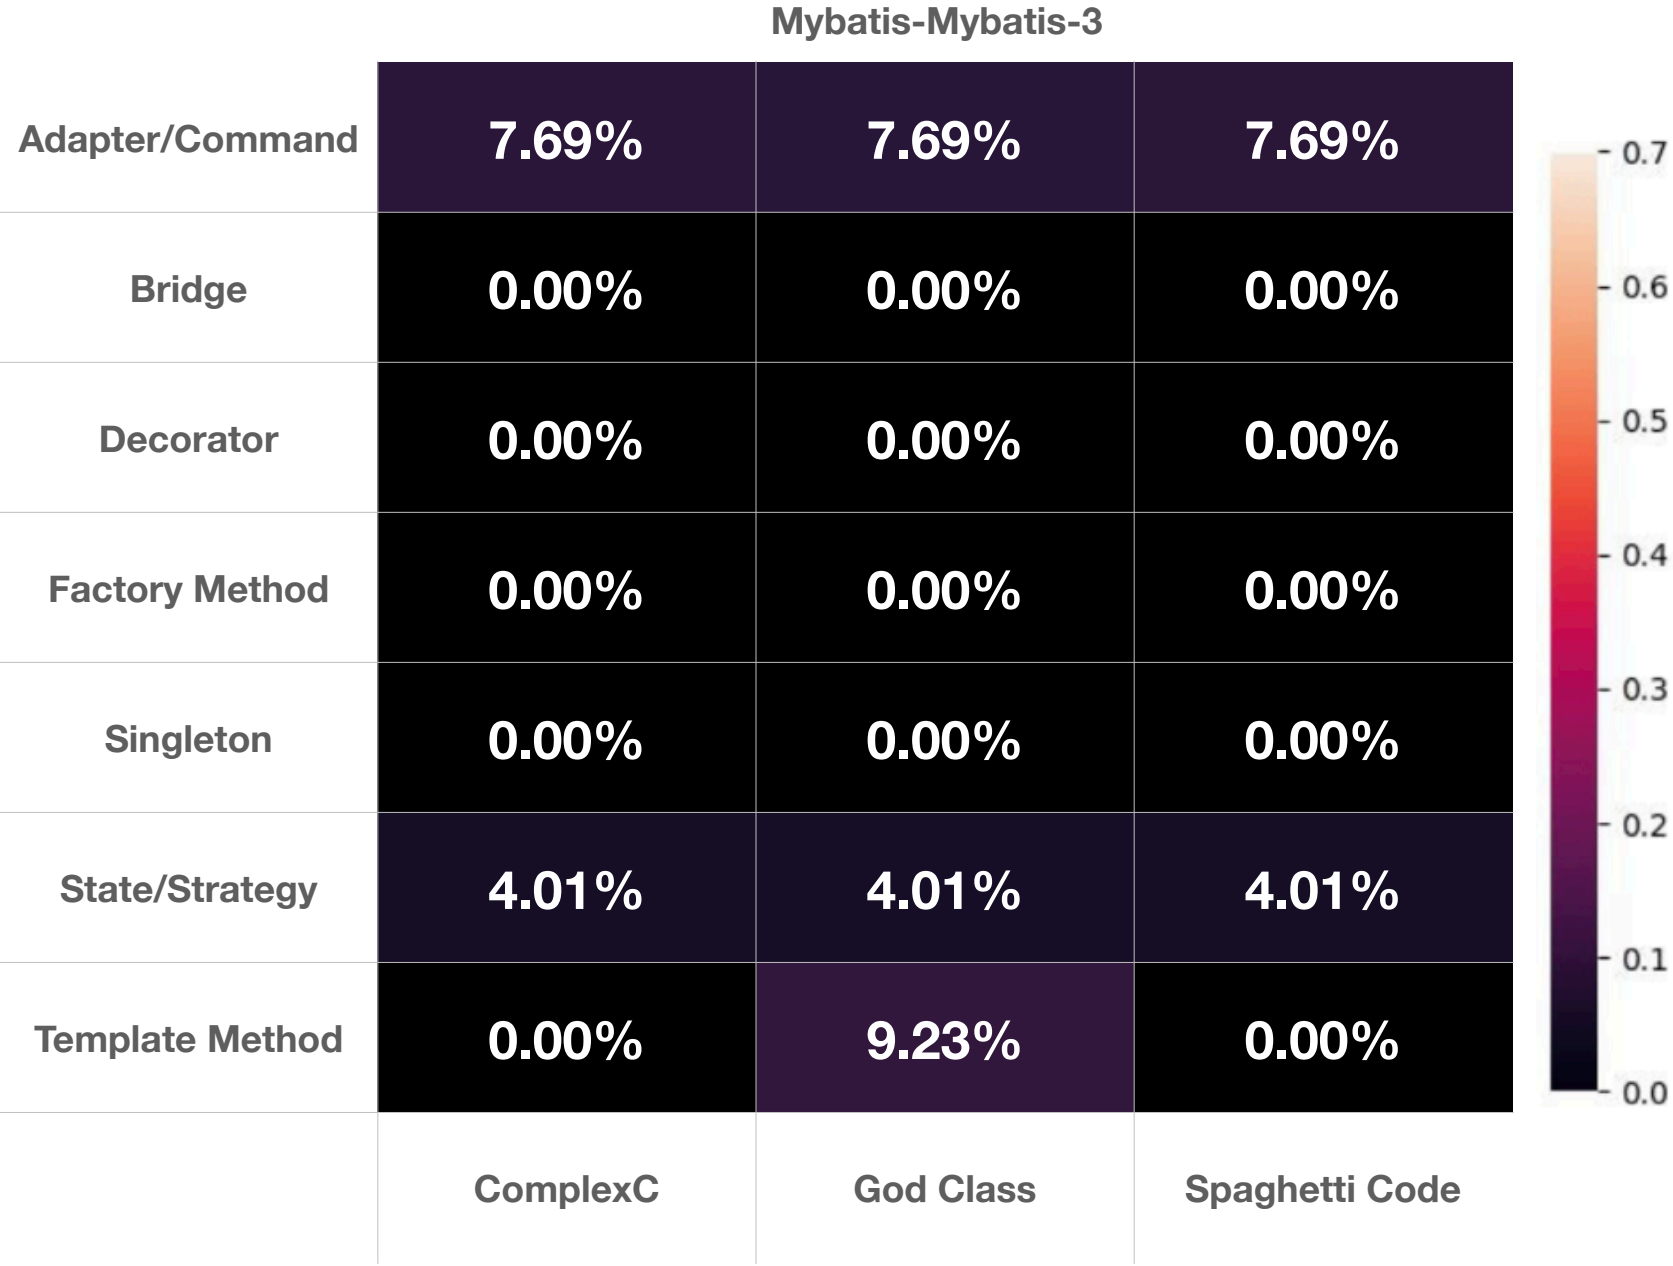 Mybatis-Mybatis-3
Adapter/Command 7.69% 7.69% 7.69%
Bridge 0.00% 0.00% 0.00%
Decorator 0.00% 0.00% 0.00%
Factory Method 0.00% 0.00% 0.00%
Singleton 0.00% 0.00% 0.00%
State/Strategy 4.01% 4.01% 4.01%
Template Method 0.00% 9.23% 0.00%
ComplexC God Class Spaghetti Code
0.7
0.6
0.5
0.4
0.3
0.2
0.1
0.0